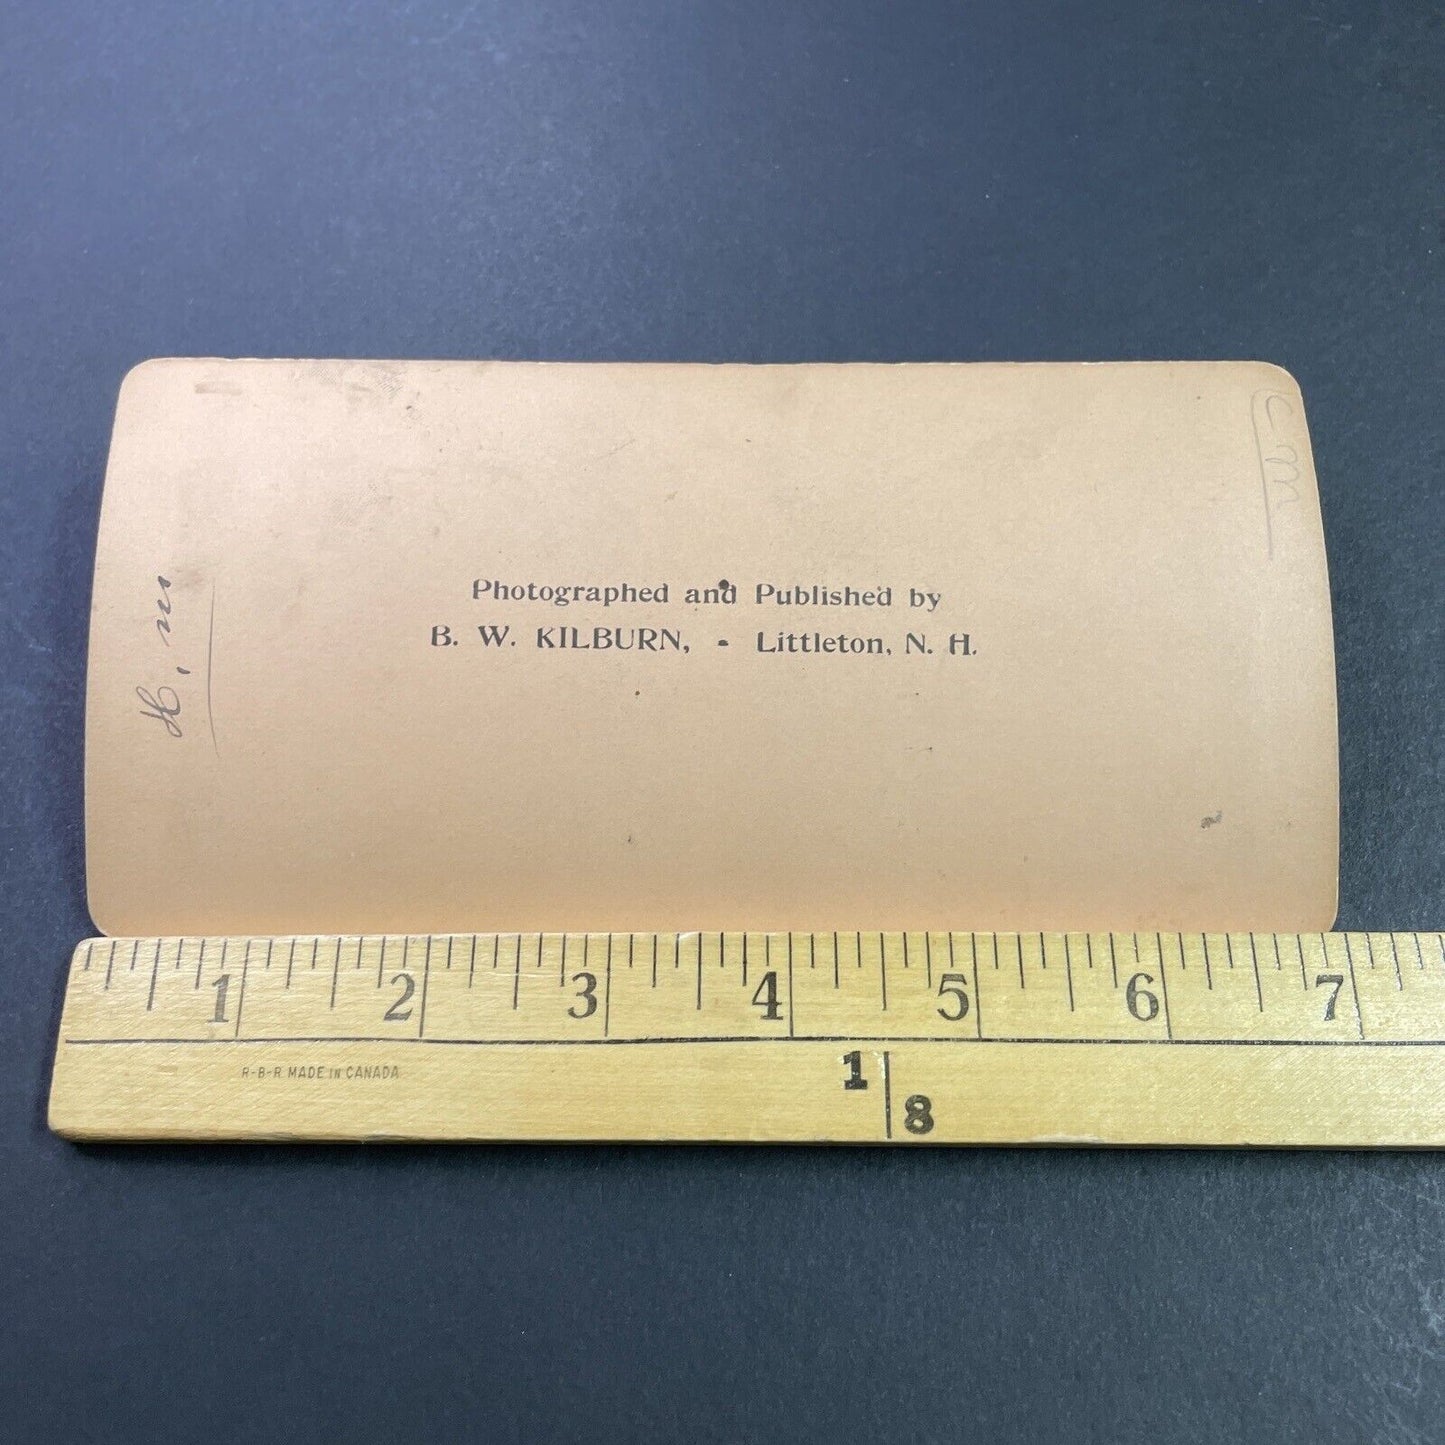 Photographed and Published by
B. W. KILBURN, - Littleton, N. H.
H. m
1 2 3 4 5 6 7
R-B-R MADE IN CANADA
1
8